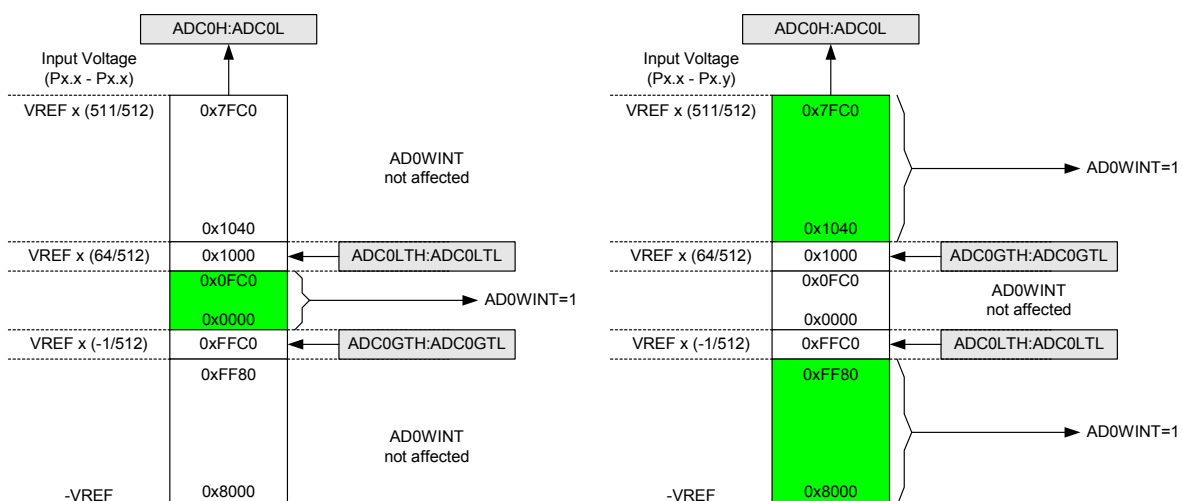 ADC0H:ADC0L
Input Voltage
(Px.x - Px.x)
VREF x (511/512)
0x7FC0
AD0WINT
not affected
0x1040
VREF x (64/512)
0x1000
ADC0LTH:ADC0LTL
0x0FC0
AD0WINT=1
0x0000
VREF x (-1/512)
0xFFC0
ADC0GTH:ADC0GTL
0xFF80
AD0WINT
not affected
-VREF
0x8000
ADC0H:ADC0L
Input Voltage
(Px.x - Px.y)
VREF x (511/512)
0x7FC0
AD0WINT=1
0x1040
VREF x (64/512)
0x1000
ADC0GTH:ADC0GTL
0x0FC0
AD0WINT
not affected
0x0000
VREF x (-1/512)
0xFFC0
ADC0LTH:ADC0LTL
0xFF80
AD0WINT=1
-VREF
0x8000